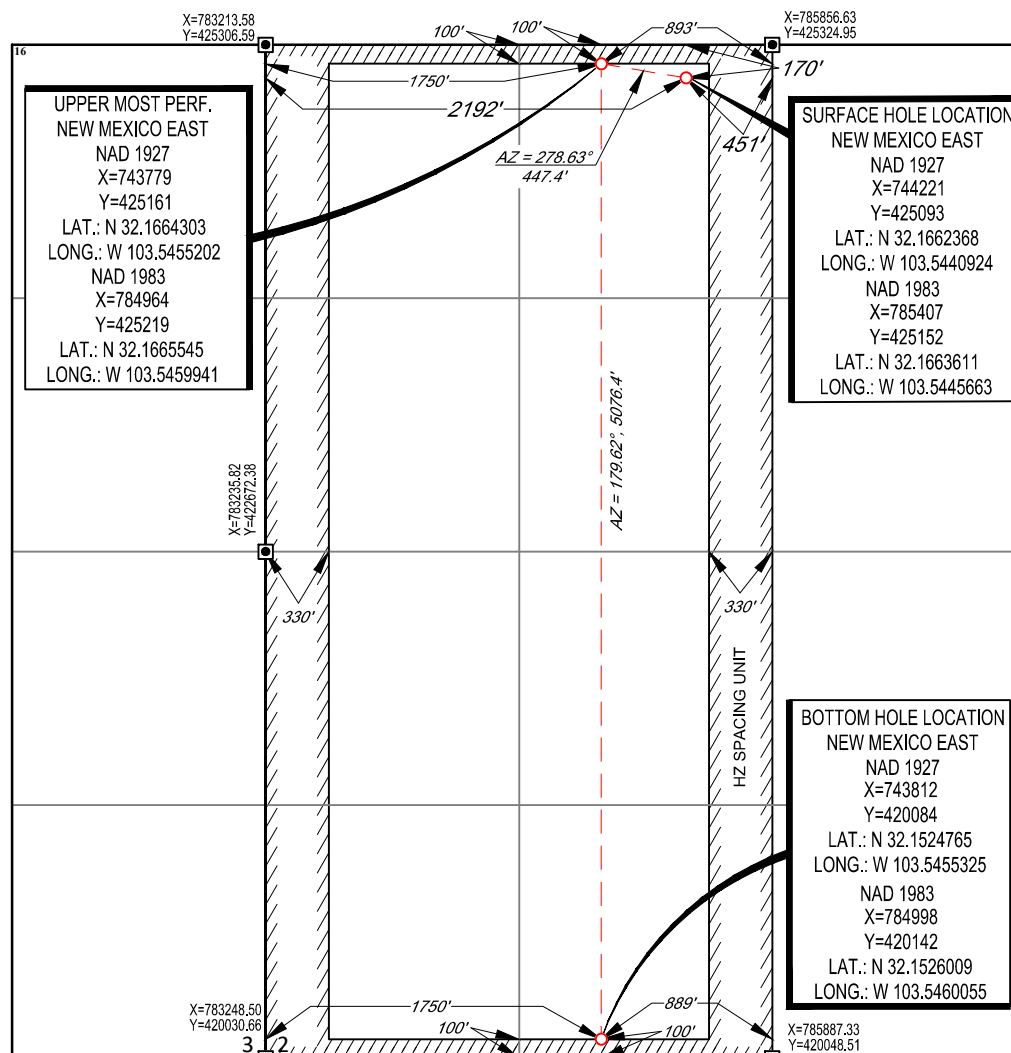 X=783213.58
Y=425306.59
X=785856.63
Y=425324.95
16
100'
100'
893'
1750'
170'
2192'
451'
AZ = 278.63°
447.4'
UPPER MOST PERF.
NEW MEXICO EAST
NAD 1927
X=743779
Y=425161
LAT.: N 32.1664303
LONG.: W 103.5455202
NAD 1983
X=784964
Y=425219
LAT.: N 32.1665545
LONG.: W 103.5459941
SURFACE HOLE LOCATION
NEW MEXICO EAST
NAD 1927
X=744221
Y=425093
LAT.: N 32.1662368
LONG.: W 103.5440924
NAD 1983
X=785407
Y=425152
LAT.: N 32.1663611
LONG.: W 103.5445663
AZ = 179.62°, 5076.4'
X=783235.82
Y=422672.38
330'
330'
HZ SPACING UNIT
BOTTOM HOLE LOCATION
NEW MEXICO EAST
NAD 1927
X=743812
Y=420084
LAT.: N 32.1524765
LONG.: W 103.5455325
NAD 1983
X=784998
Y=420142
LAT.: N 32.1526009
LONG.: W 103.5460055
X=783248.50
Y=420030.66
1750'
889'
100'
100'
3 2
X=785887.33
Y=420048.51